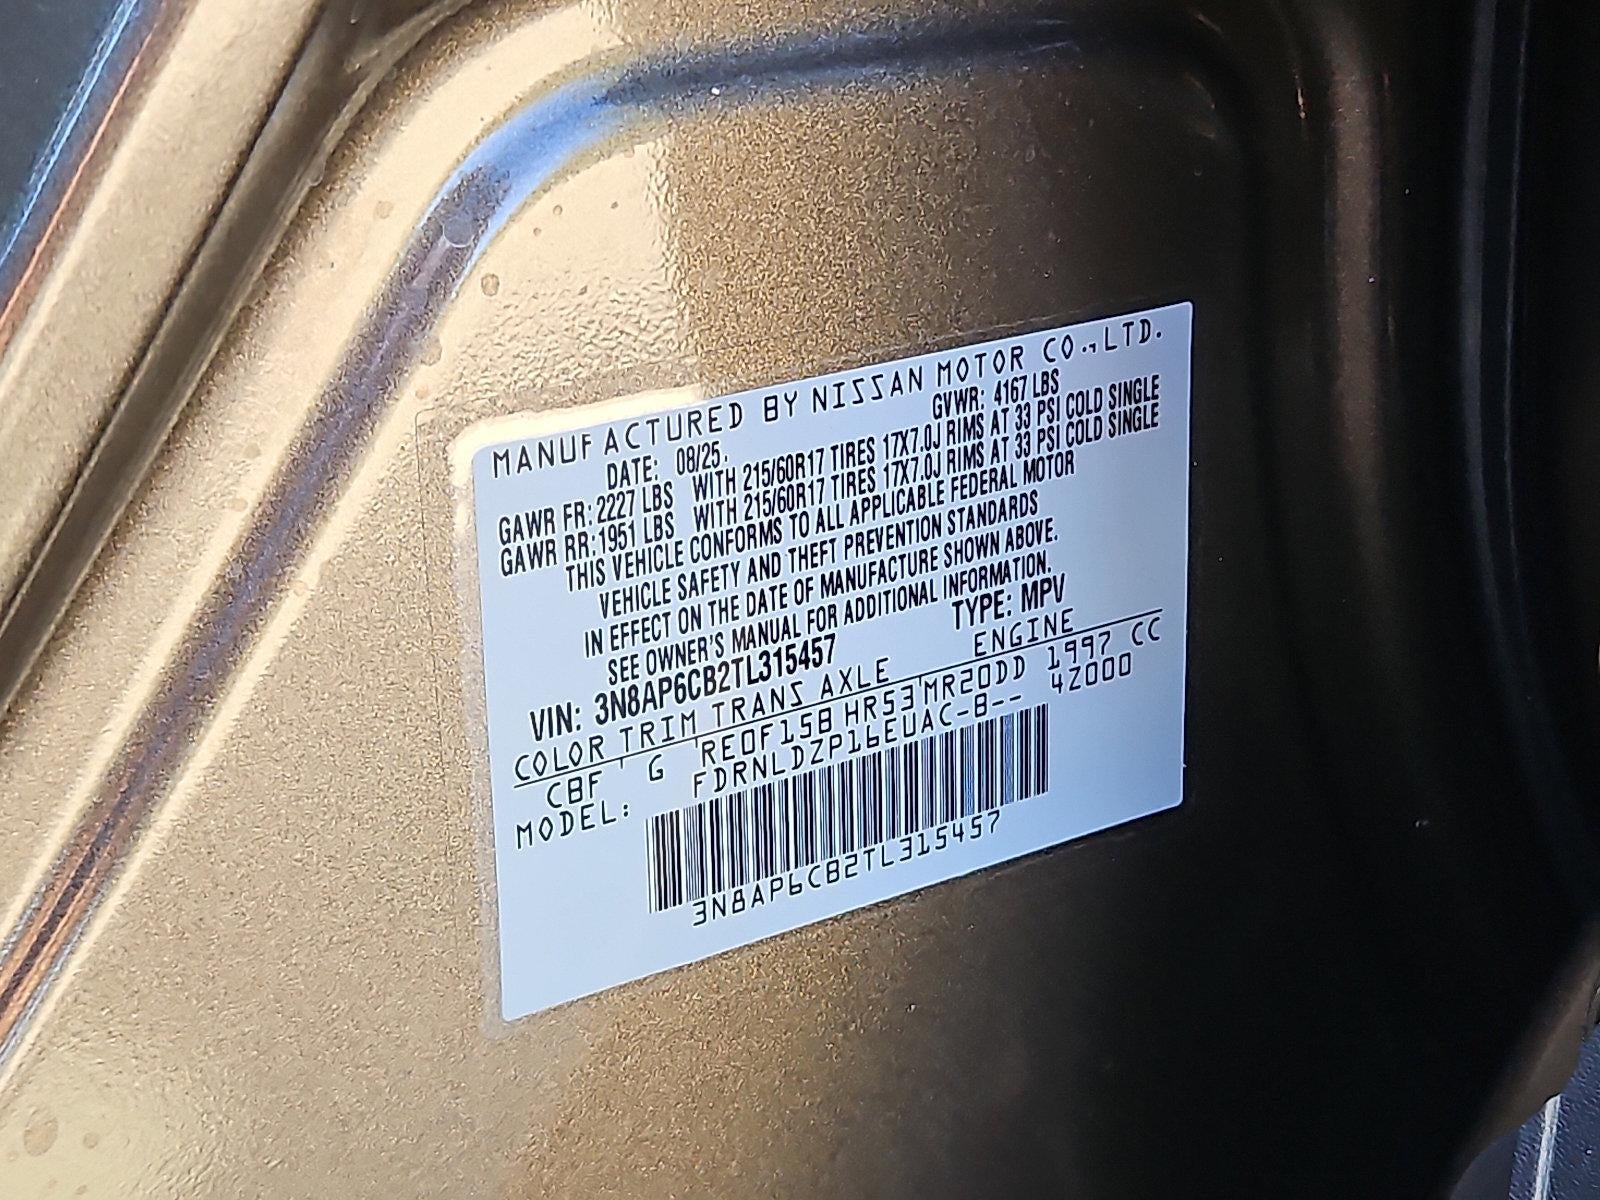 MANUFACTURED BY NISSAN MOTOR CO.,LTD.
DATE: 08/25. GVWR: 4167 LBS
GAWR FR: 2227 LBS WITH 215/60R17 TIRES 17X7.0J RIMS AT 33 PSI COLD SINGLE
GAWR RR: 1951 LBS WITH 215/60R17 TIRES 17X7.0J RIMS AT 33 PSI COLD SINGLE
THIS VEHICLE CONFORMS TO ALL APPLICABLE FEDERAL MOTOR
VEHICLE SAFETY AND THEFT PREVENTION STANDARDS
IN EFFECT ON THE DATE OF MANUFACTURE SHOWN ABOVE.
SEE OWNER'S MANUAL FOR ADDITIONAL INFORMATION.
VIN: 3N8AP6CB2TL315457 TYPE: MPV
COLOR TRIM TRANS AXLE ENGINE
CBF G RE0F15B HR53 MR20DD 1997 CC
MODEL: FDRNLDZP16EUAC-B-- 4Z000
3N8AP6CB2TL315457